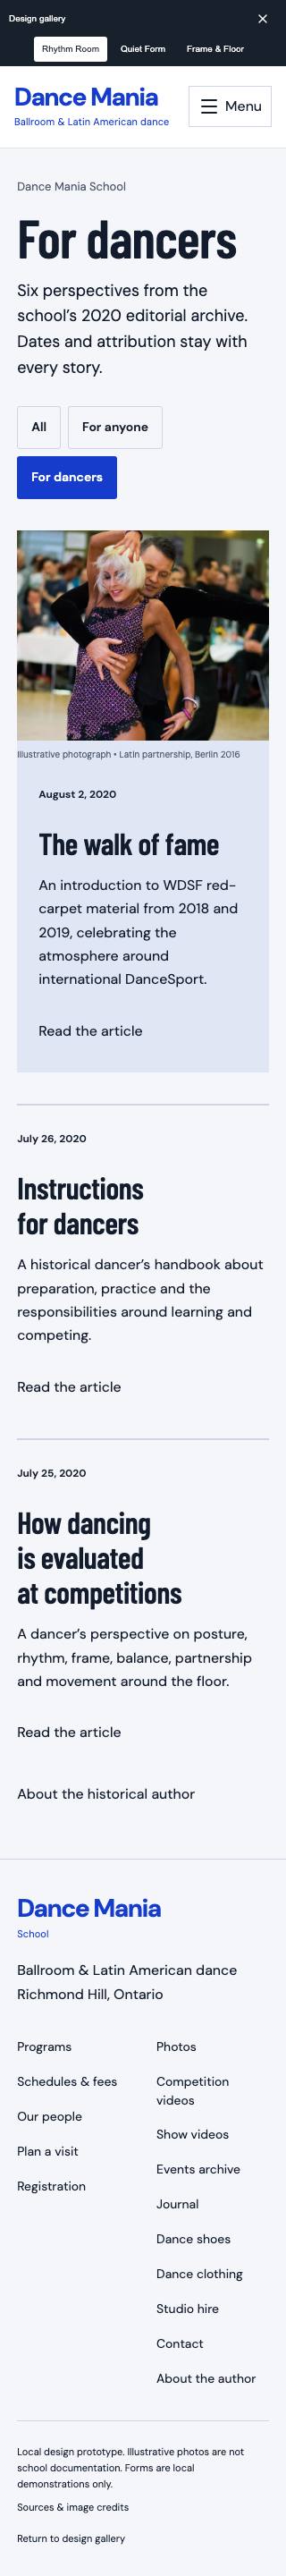 Design gallery
Rhythm Room
Quiet Form
Frame & Floor
Dance Mania
Ballroom & Latin American dance
Menu
Dance Mania School
For dancers
Six perspectives from the
school’s 2020 editorial archive.
Dates and attribution stay with
every story.
All
For anyone
For dancers
Illustrative photograph • Latin partnership, Berlin 2016
August 2, 2020
The walk of fame
An introduction to WDSF red-
carpet material from 2018 and
2019, celebrating the
atmosphere around
international DanceSport.
Read the article
July 26, 2020
Instructions
for dancers
A historical dancer’s handbook about
preparation, practice and the
responsibilities around learning and
competing.
Read the article
July 25, 2020
How dancing
is evaluated
at competitions
A dancer’s perspective on posture,
rhythm, frame, balance, partnership
and movement around the floor.
Read the article
About the historical author
Dance Mania
School
Ballroom & Latin American dance
Richmond Hill, Ontario
Programs
Schedules & fees
Our people
Plan a visit
Registration
Photos
Competition
videos
Show videos
Events archive
Journal
Dance shoes
Dance clothing
Studio hire
Contact
About the author
Local design prototype. Illustrative photos are not
school documentation. Forms are local
demonstrations only.
Sources & image credits
Return to design gallery